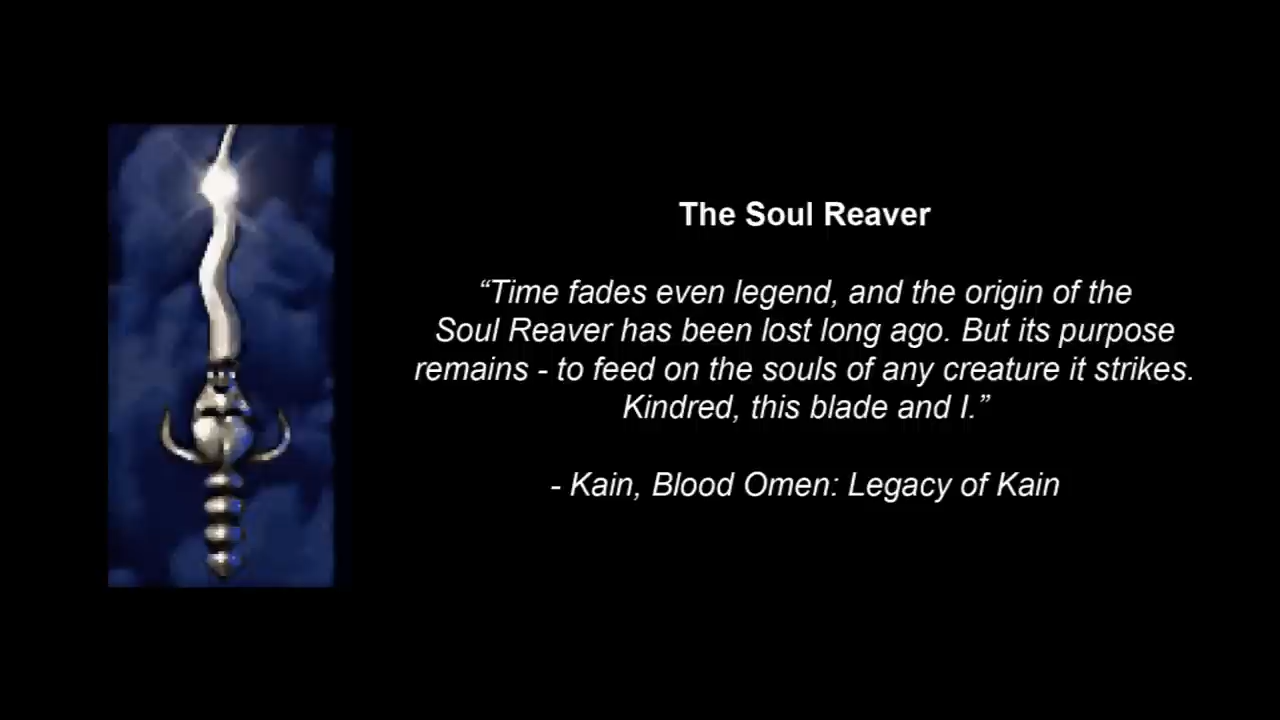 The Soul Reaver
“Time fades even legend, and the origin of the
Soul Reaver has been lost long ago. But its purpose
remains - to feed on the souls of any creature it strikes.
Kindred, this blade and I.”
- Kain, Blood Omen: Legacy of Kain